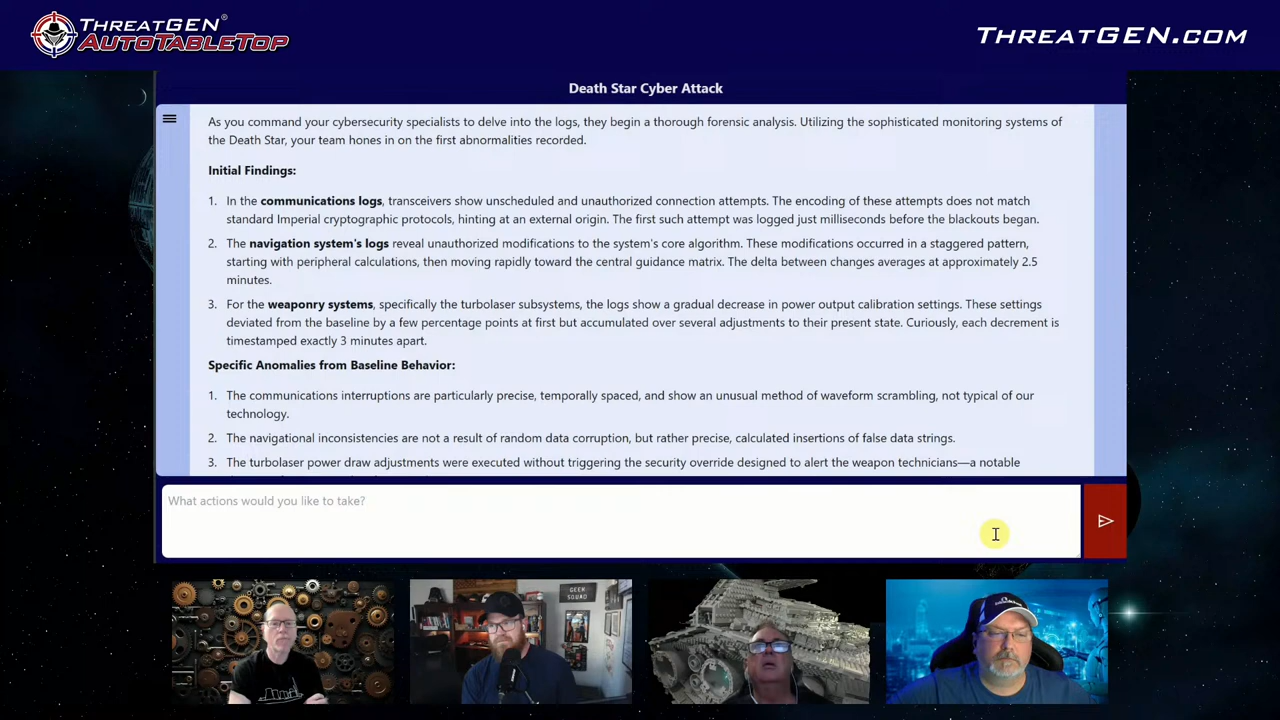 THREATGEN®
AUTOTABLETOP
THREATGEN.COM
Death Star Cyber Attack
As you command your cybersecurity specialists to delve into the logs, they begin a thorough forensic analysis. Utilizing the sophisticated monitoring systems of
the Death Star, your team hones in on the first abnormalities recorded.
Initial Findings:
1. In the communications logs, transceivers show unscheduled and unauthorized connection attempts. The encoding of these attempts does not match
standard Imperial cryptographic protocols, hinting at an external origin. The first such attempt was logged just milliseconds before the blackouts began.
2. The navigation system's logs reveal unauthorized modifications to the system's core algorithm. These modifications occurred in a staggered pattern,
starting with peripheral calculations, then moving rapidly toward the central guidance matrix. The delta between changes averages at approximately 2.5
minutes.
3. For the weaponry systems, specifically the turbolaser subsystems, the logs show a gradual decrease in power output calibration settings. These settings
deviated from the baseline by a few percentage points at first but accumulated over several adjustments to their present state. Curiously, each decrement is
timestamped exactly 3 minutes apart.
Specific Anomalies from Baseline Behavior:
1. The communications interruptions are particularly precise, temporally spaced, and show an unusual method of waveform scrambling, not typical of our
technology.
2. The navigational inconsistencies are not a result of random data corruption, but rather precise, calculated insertions of false data strings.
3. The turbolaser power draw adjustments were executed without triggering the security override designed to alert the weapon technicians—a notable
What actions would you like to take?
GEEK
SQUAD